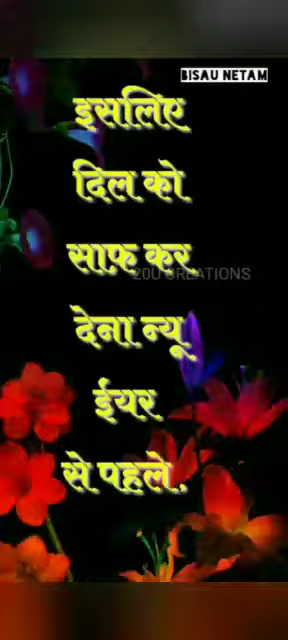 BISAU NETAM
इसलिए
दिल को
साफ कर
20U CREATIONS
देना न्यू
ईयर
से पहले.